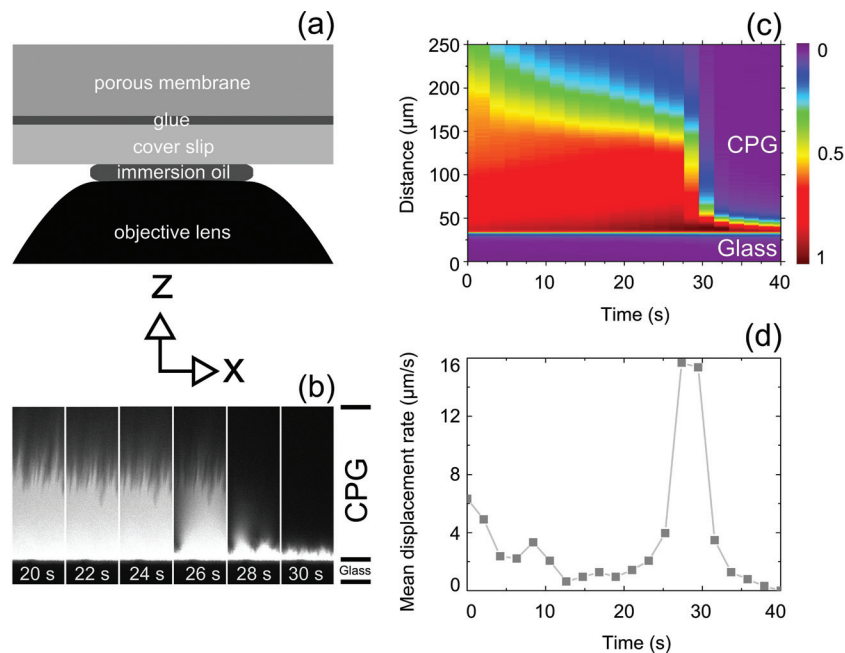 (a)
porous membrane
glue
cover slip
immersion oil
objective lens
Z
X
(b)
CPG
Glass
20 s 22 s 24 s 26 s 28 s 30 s
(c)
250
200
150
100
50
0
Distance (µm)
0 10 20 30 40
Time (s)
CPG
Glass
0
0.5
1
(d)
16
12
8
4
0
Mean displacement rate (µm/s)
0 10 20 30 40
Time (s)